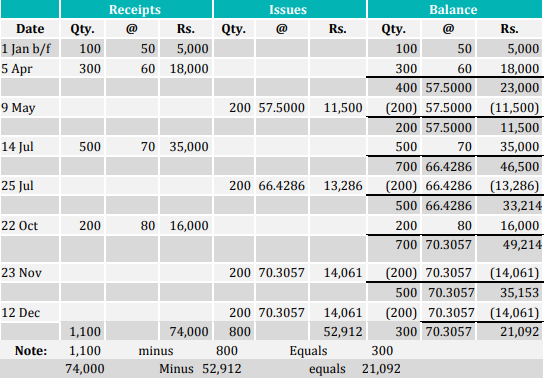 Receipts Issues Balance
Date Qty. @ Rs. Qty. @ Rs. Qty. @ Rs.
1 Jan b/f 100 50 5,000 100 50 5,000
5 Apr 300 60 18,000 300 60 18,000
400 57.5000 23,000
9 May 200 57.5000 11,500 (200) 57.5000 (11,500)
200 57.5000 11,500
14 Jul 500 70 35,000 500 70 35,000
700 66.4286 46,500
25 Jul 200 66.4286 13,286 (200) 66.4286 (13,286)
500 66.4286 33,214
22 Oct 200 80 16,000 200 80 16,000
700 70.3057 49,214
23 Nov 200 70.3057 14,061 (200) 70.3057 (14,061)
500 70.3057 35,153
12 Dec 200 70.3057 14,061 (200) 70.3057 (14,061)
1,100 74,000 800 52,912 300 70.3057 21,092
Note: 1,100 minus 800 Equals 300
74,000 Minus 52,912 equals 21,092